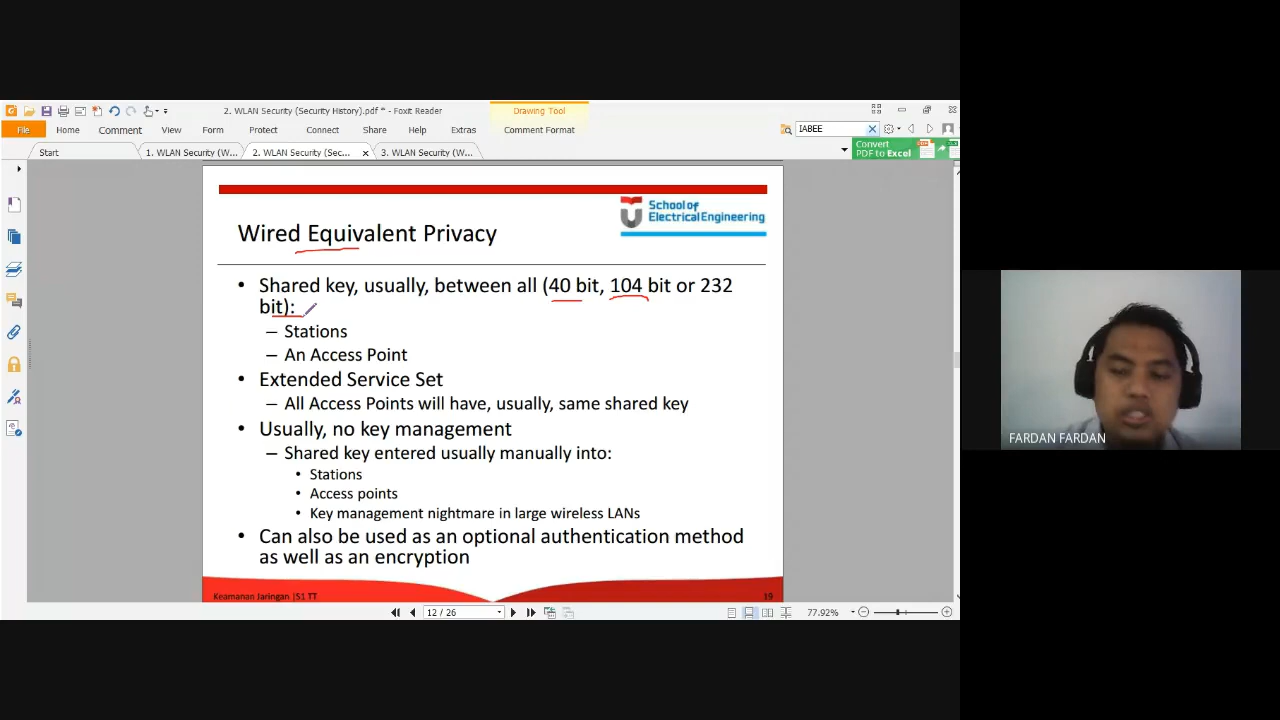 2. WLAN Security (Security History).pdf * - Foxit Reader
Drawing Tool
File Home Comment View Form Protect Connect Share Help Extras Comment Format
IABEE
Start
1. WLAN Security (W...
2. WLAN Security (Sec...
3. WLAN Security (W...
Convert
PDF to Excel
School of
Electrical Engineering
Wired Equivalent Privacy
• Shared key, usually, between all (40 bit, 104 bit or 232
bit):
– Stations
– An Access Point
• Extended Service Set
– All Access Points will have, usually, same shared key
• Usually, no key management
– Shared key entered usually manually into:
• Stations
• Access points
• Key management nightmare in large wireless LANs
• Can also be used as an optional authentication method
as well as an encryption
Keamanan Jaringan |S1 TT
19
12 / 26
77.92%
FARDAN FARDAN